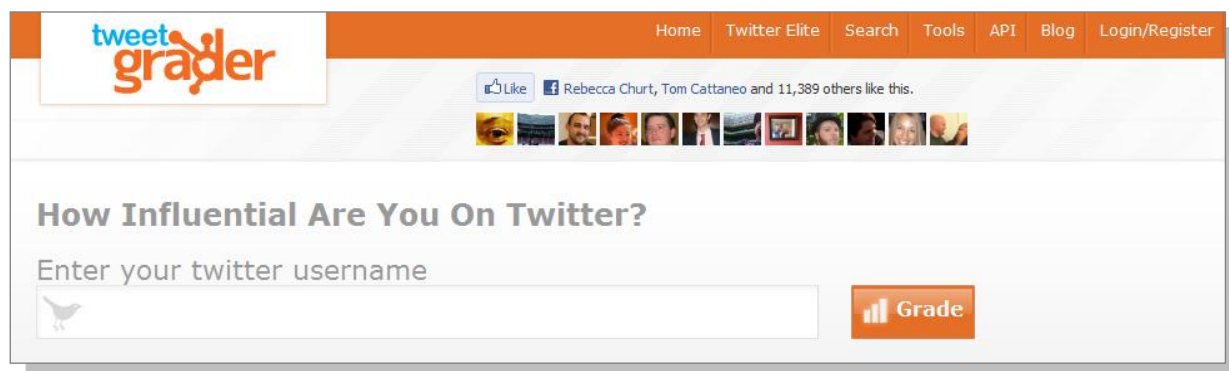 tweet
grader
Home Twitter Elite Search Tools API Blog Login/Register
Like Rebecca Churt, Tom Cattaneo and 11,389 others like this.
How Influential Are You On Twitter?
Enter your twitter username
Grade